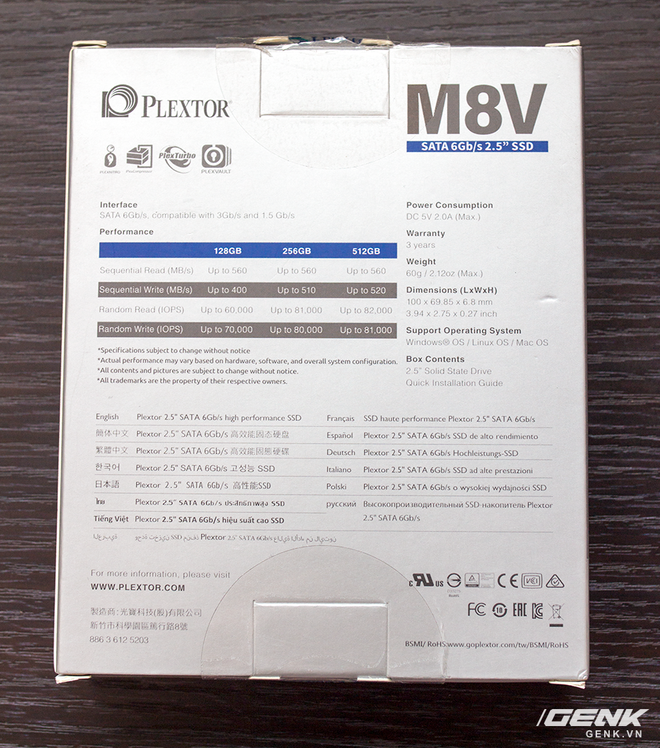 PLEXTOR
M8V
SATA 6Gb/s 2.5" SSD
PlexTurbo
PLEXVAULT
Interface
SATA 6Gb/s, compatible with 3Gb/s and 1.5 Gb/s
Performance
128GB 256GB 512GB
Sequential Read (MB/s) Up to 560 Up to 560 Up to 560
Sequential Write (MB/s) Up to 400 Up to 510 Up to 520
Random Read (IOPS) Up to 60,000 Up to 81,000 Up to 82,000
Random Write (IOPS) Up to 70,000 Up to 80,000 Up to 81,000
*Specifications subject to change without notice
*Actual performance may vary based on hardware, software, and overall system configuration.
*All contents and pictures are subject to change without notice.
*All trademarks are the property of their respective owners.
Power Consumption
DC 5V 2.0A (Max.)
Warranty
3 years
Weight
60g / 2.12oz (Max.)
Dimensions (LxWxH)
100 x 69.85 x 6.8 mm
3.94 x 2.75 x 0.27 inch
Support Operating System
Windows® OS / Linux OS / Mac OS
Box Contents
2.5" Solid State Drive
Quick Installation Guide
English Plextor 2.5" SATA 6Gb/s high performance SSD
简体中文 Plextor 2.5" SATA 6Gb/s 高效能固态硬盘
繁體中文 Plextor 2.5" SATA 6Gb/s 高效能固態硬碟
한국어 Plextor 2.5" SATA 6Gb/s 고성능 SSD
日本語 Plextor 2.5" SATA 6Gb/s 高性能SSD
ไทย Plextor 2.5" SATA 6Gb/s ประสิทธิภาพสูง SSD
Tiếng Việt Plextor 2.5" SATA 6Gb/s hiệu suất cao SSD
Plextor 2.5" SATA 6Gb/s
Français SSD haute performance Plextor 2.5" SATA 6Gb/s
Español Plextor 2.5" SATA 6Gb/s SSD de alto rendimiento
Deutsch Plextor 2.5" SATA 6Gb/s Hochleistungs-SSD
Italiano Plextor 2.5" SATA 6Gb/s SSD ad alte prestazioni
Polski Plextor 2.5" SATA 6Gb/s o wysokiej wydajności SSD
русский Высокопроизводительный SSD-накопитель Plextor
2.5" SATA 6Gb/s
For more information, please visit
WWW.PLEXTOR.COM
製造商:光寶科技(股)有限公司
新竹市科學園區篤行路8號
886 3 612 5203
c RU US CE VCI
FC 10 EAC
BSMI/ RoHS:www.goplextor.com/tw/BSMI/RoHS
GENK
GENK.VN